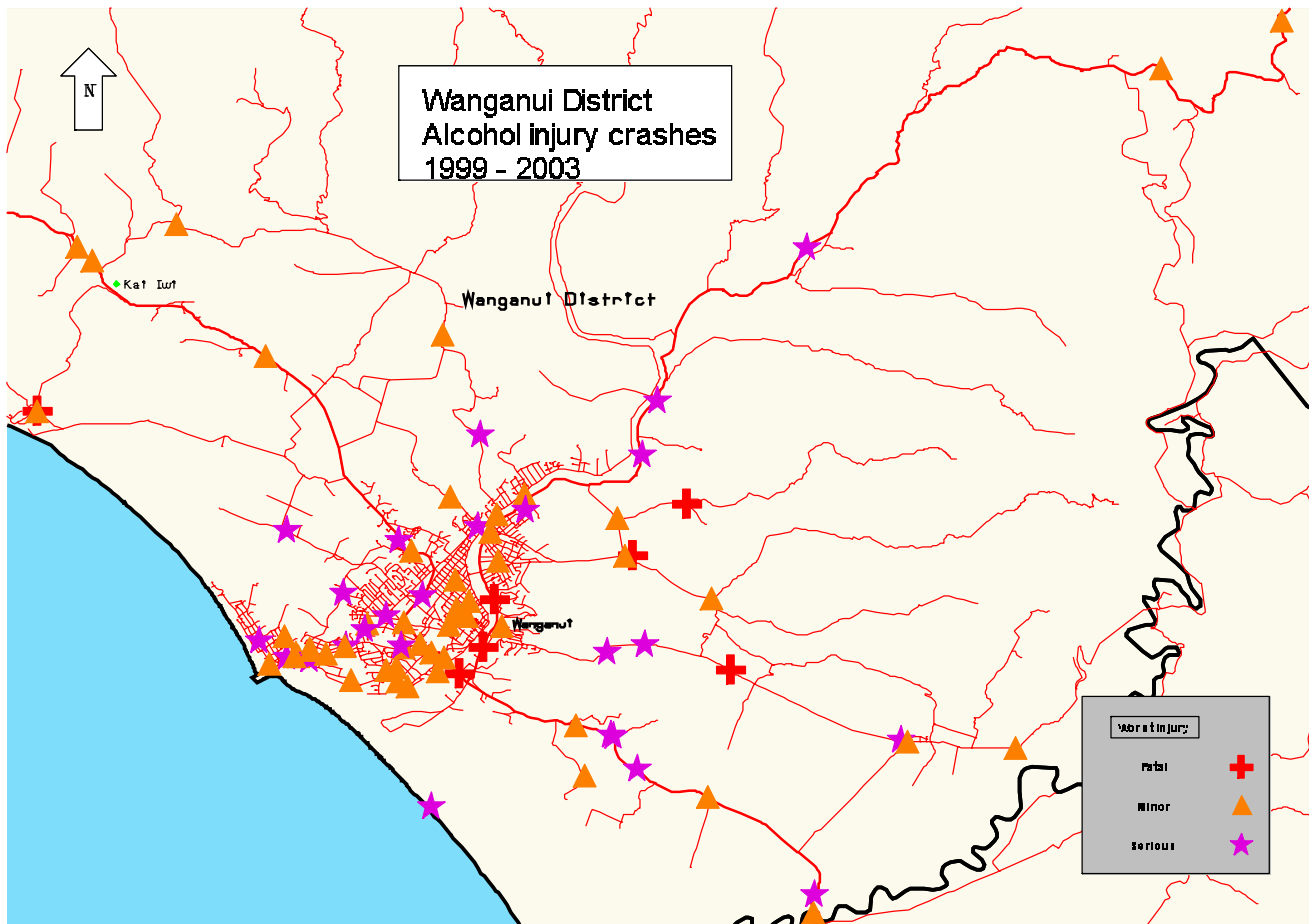 N
Wanganui District
Alcohol injury crashes
1999 - 2003
Kai Iwi
Wanganui District
Wanganui
Worst injury
Fatal
Minor
Serious